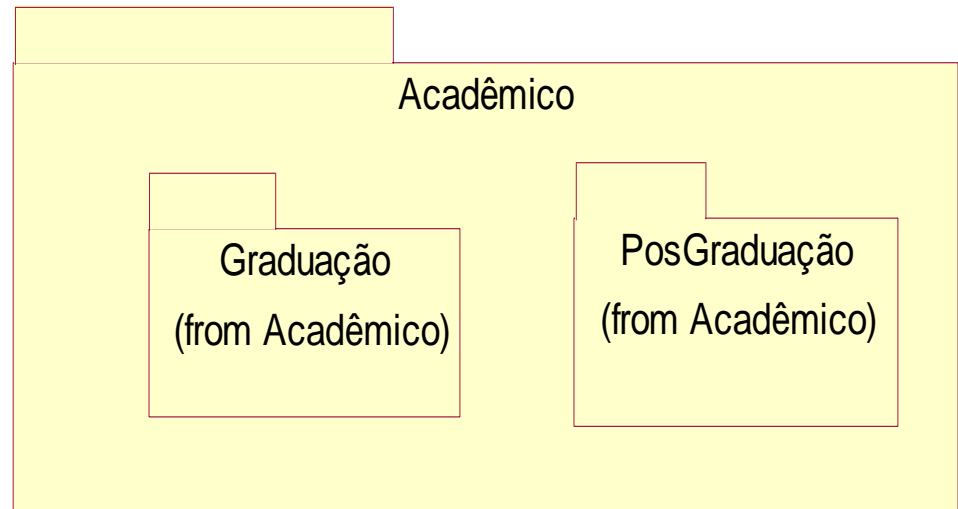 Acadêmico
Graduação
(from Acadêmico)
PosGraduação
(from Acadêmico)